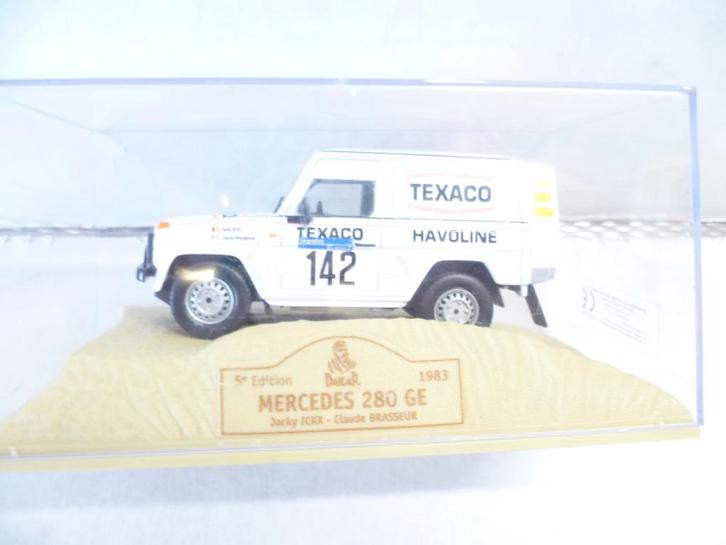 TEXACO
TEXACO
HAVOLINE
142
5e Edition
DAKAR
1983
MERCEDES 280 GE
Jacky ICKX - Claude BRASSEUR